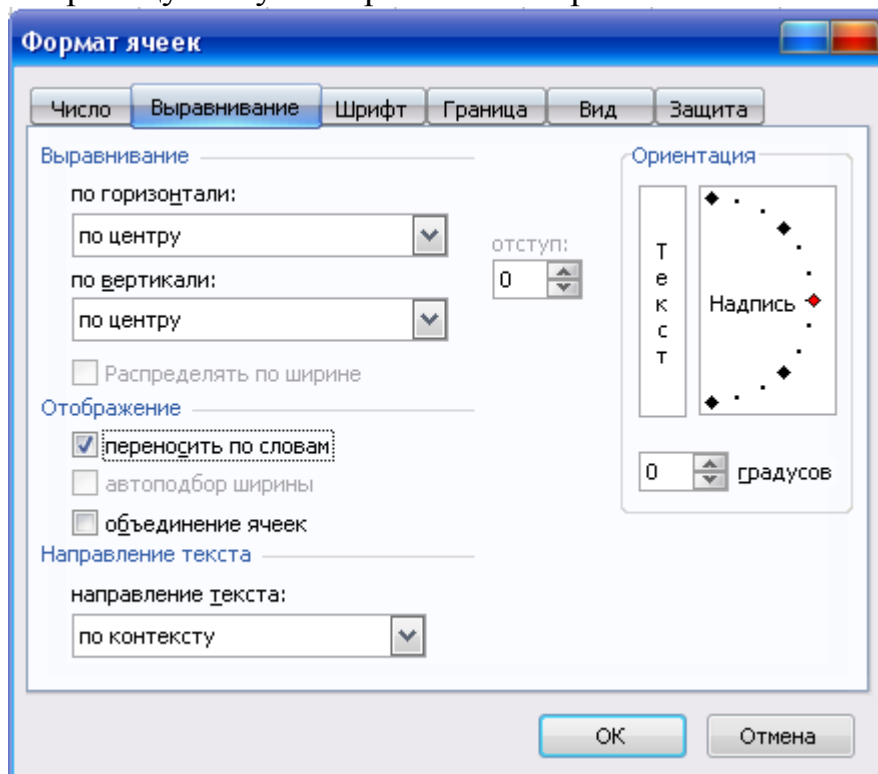 Формат ячеек
Число Выравнивание Шрифт Граница Вид Защита
Выравнивание
по горизонтали:
по центру
отступ:
0
по вертикали:
по центру
Распределять по ширине
Отображение
переносить по словам
автоподбор ширины
объединение ячеек
Направление текста
направление текста:
по контексту
Ориентация
Текст
Надпись
0 градусов
ОК Отмена